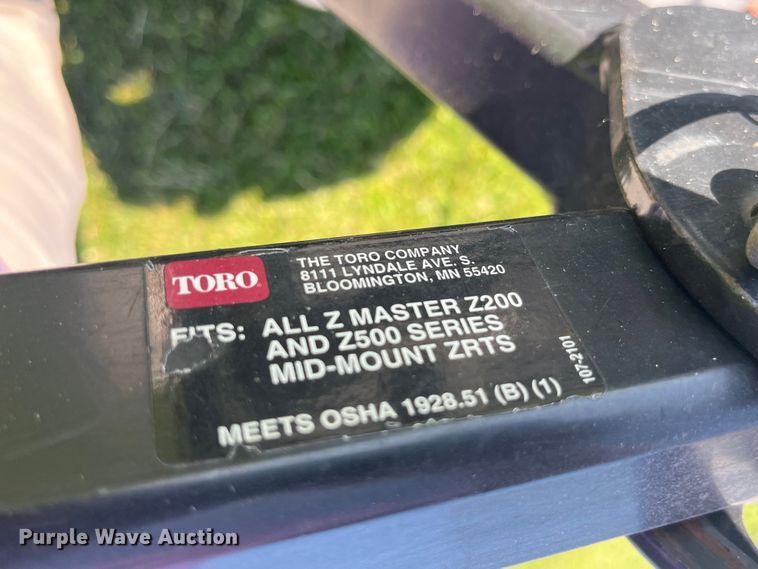 TORO
THE TORO COMPANY
8111 LYNDALE AVE. S.
BLOOMINGTON, MN 55420
FITS: ALL Z MASTER Z200
AND Z500 SERIES
MID-MOUNT ZRTS
107-2101
MEETS OSHA 1928.51 (B) (1)
Purple Wave Auction